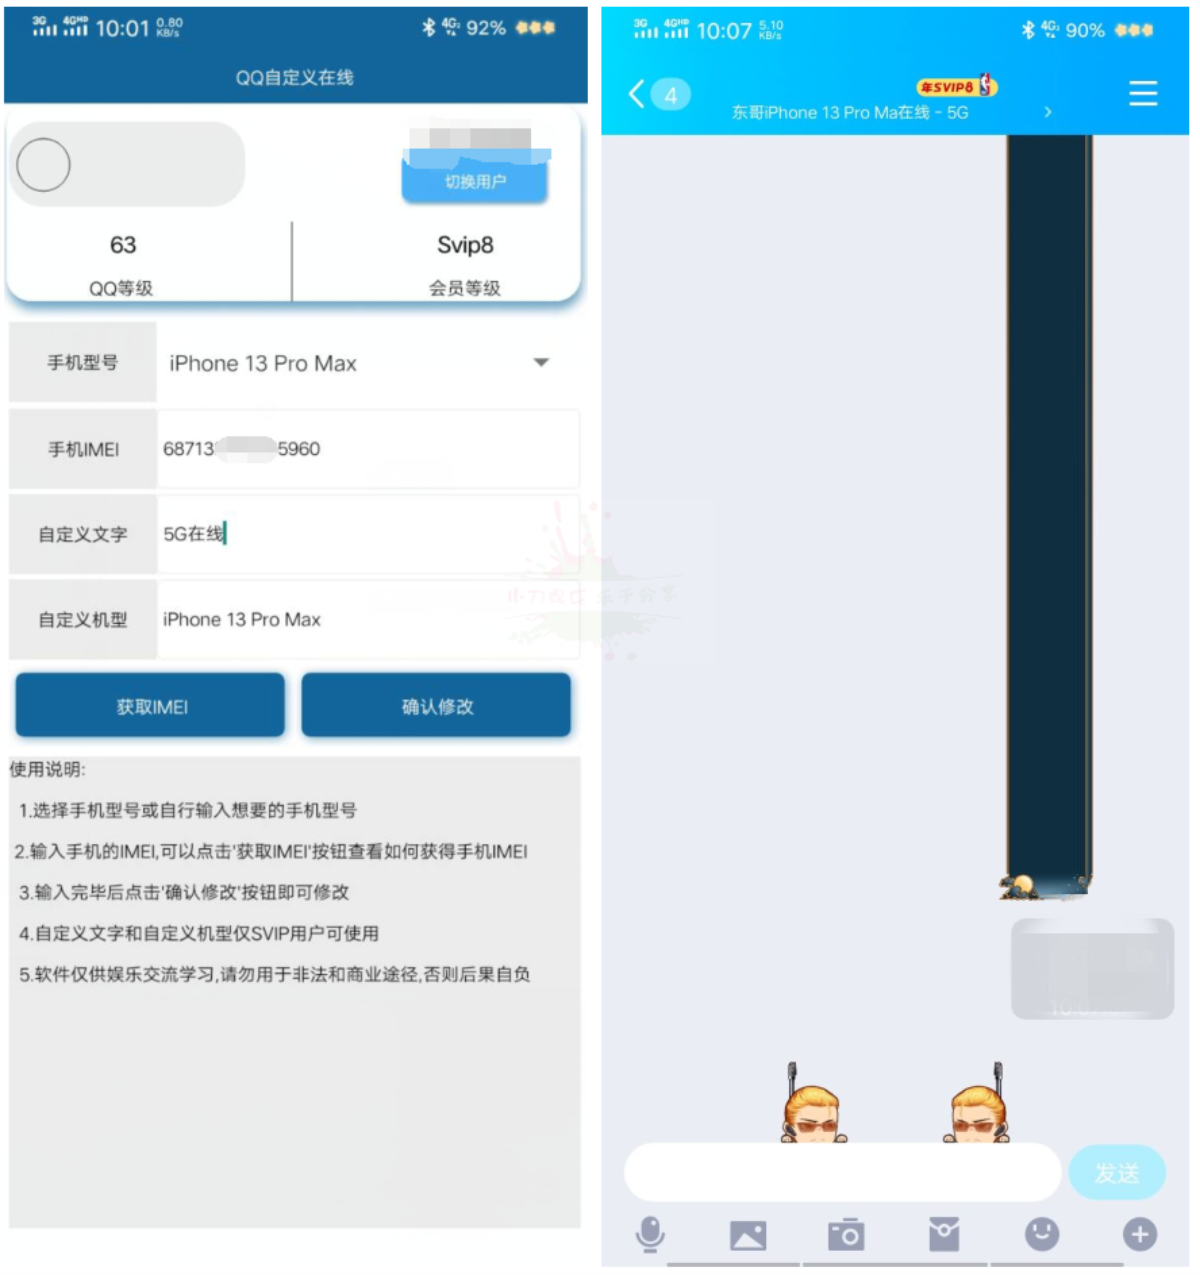 3G 4GHD 10:01 0.80 KB/s 4G2 92%
QQ自定义在线
切换用户
63
Svip8
QQ等级
会员等级
手机型号
iPhone 13 Pro Max
手机IMEI
68713 5960
自定义文字
5G在线
自定义机型
iPhone 13 Pro Max
获取IMEI
确认修改
使用说明:
1.选择手机型号或自行输入想要的手机型号
2.输入手机的IMEI,可以点击'获取IMEI'按钮查看如何获得手机IMEI
3.输入完毕后点击'确认修改'按钮即可修改
4.自定义文字和自定义机型仅SVIP用户可使用
5.软件仅供娱乐交流学习,请勿用于非法和商业途径,否则后果自负
3G 4GHD 10:07 5.10 KB/s 4G2 90%
4
年SVIP8
东哥iPhone 13 Pro Ma在线 - 5G
发送